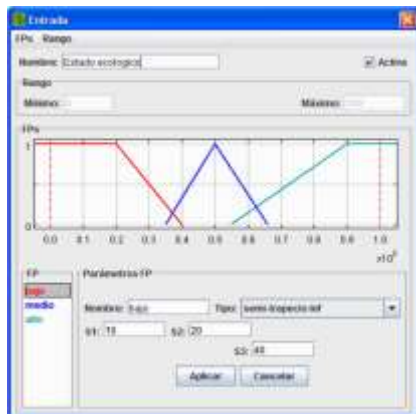 Entrada
FPs Rango
Nombre: Estado ecologico Activa
Rango
Mínimo: Máximo:
FPs
1
0
0.0 0.1 0.2 0.3 0.4 0.5 0.6 0.7 0.8 0.9 1.0
x10²
FP Parámetros FP
bajo
medio
alto
Nombre: bajo Tipo: semi-trapecio inf
S1: 10 S2: 20
S3: 40
Aplicar Cancelar